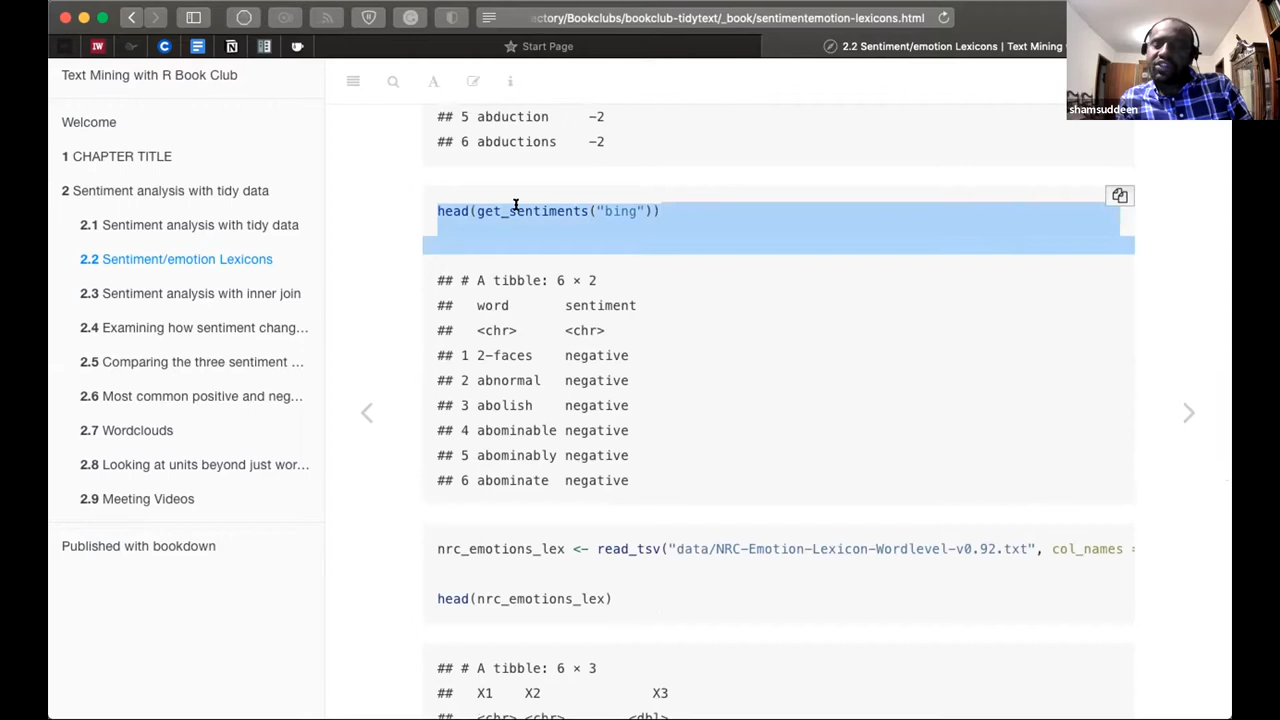 actory/Bookclubs/bookclub-tidytext/_book/sentimentemotion-lexicons.html
IW
Start Page
2.2 Sentiment/emotion Lexicons | Text Mining
shamsuddeen
Text Mining with R Book Club
Welcome
1 CHAPTER TITLE
2 Sentiment analysis with tidy data
2.1 Sentiment analysis with tidy data
2.2 Sentiment/emotion Lexicons
2.3 Sentiment analysis with inner join
2.4 Examining how sentiment chang...
2.5 Comparing the three sentiment ...
2.6 Most common positive and neg...
2.7 Wordclouds
2.8 Looking at units beyond just wor...
2.9 Meeting Videos
Published with bookdown
## 5 abduction -2
## 6 abductions -2
head(get_sentiments("bing"))
## # A tibble: 6 × 2
## word sentiment
## <chr> <chr>
## 1 2-faces negative
## 2 abnormal negative
## 3 abolish negative
## 4 abominable negative
## 5 abominably negative
## 6 abominate negative
nrc_emotions_lex <- read_tsv("data/NRC-Emotion-Lexicon-Wordlevel-v0.92.txt", col_names =
head(nrc_emotions_lex)
## # A tibble: 6 × 3
## X1 X2 X3
## <chr> <chr> <dbl>